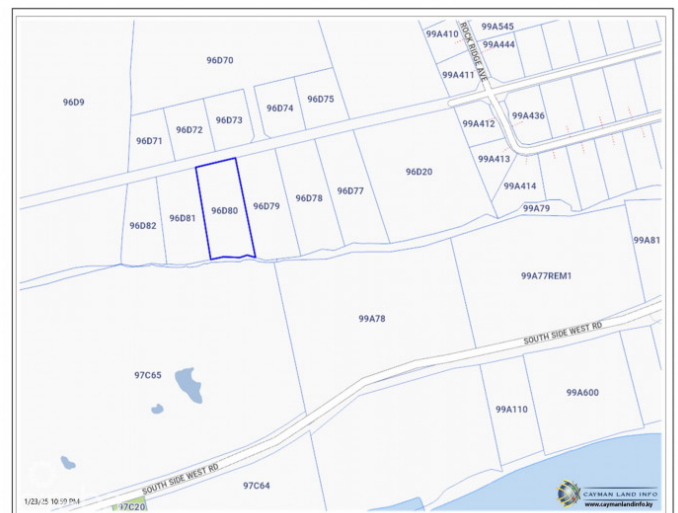 99A410
99A545
ROCK RIDGE AVE
99A444
96D70
99A411
96D9
96D75
96D74
96D73
99A436
99A412
96D72
96D71
99A413
96D20
99A414
96D77
96D78
96D79
96D80
96D81
96D82
99A79
99A81
99A77REM1
99A78
SOUTH SIDE WEST RD
97C65
99A600
99A110
SOUTH SIDE WEST RD
97C64
1/23/25 10:59 PM
97C20
CAYMAN LAND INFO
www.caymanlandinfo.ky